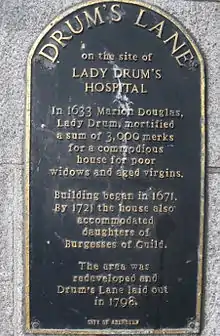 DRUM'S LANE
on the site of
LADY DRUM'S
HOSPITAL
In 1633 Marion Douglas,
Lady Drum, mortified
a sum of 3,000 merks
for a commodious
house for poor
widows and aged virgins.
Building began in 1671.
By 1721 the house also
accommodated
daughters of
Burgesses of Guild.
The area was
redeveloped and
Drum's Lane laid out
in 1798.
CITY OF ABERDEEN